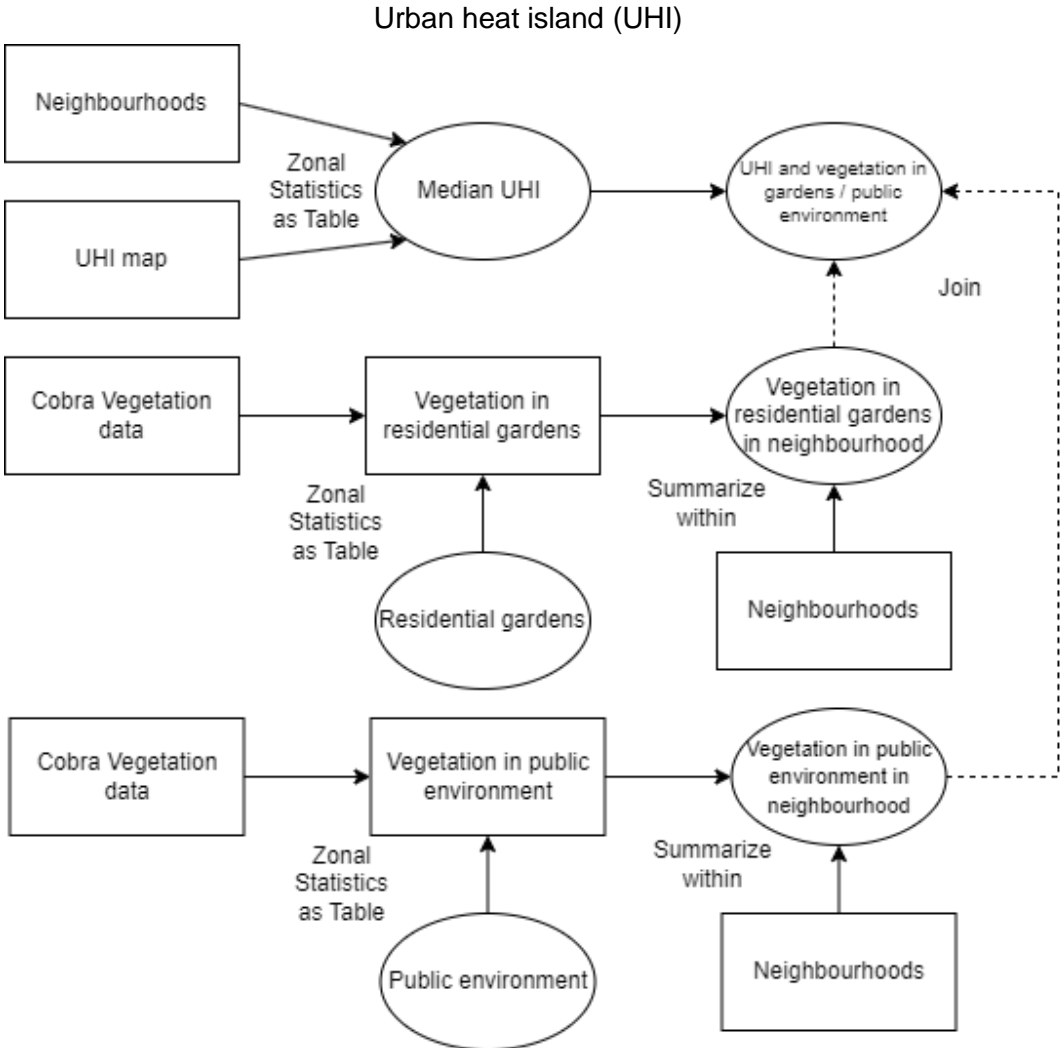 Urban heat island (UHI)
Neighbourhoods
Zonal
Statistics
as Table
Median UHI
UHI and vegetation in
gardens / public
environment
UHI map
Join
Cobra Vegetation
data
Vegetation in
residential gardens
Vegetation in
residential gardens
in neighbourhood
Zonal
Statistics
as Table
Summarize
within
Residential gardens
Neighbourhoods
Cobra Vegetation
data
Vegetation in public
environment
Vegetation in public
environment in
neighbourhood
Zonal
Statistics
as Table
Summarize
within
Public environment
Neighbourhoods